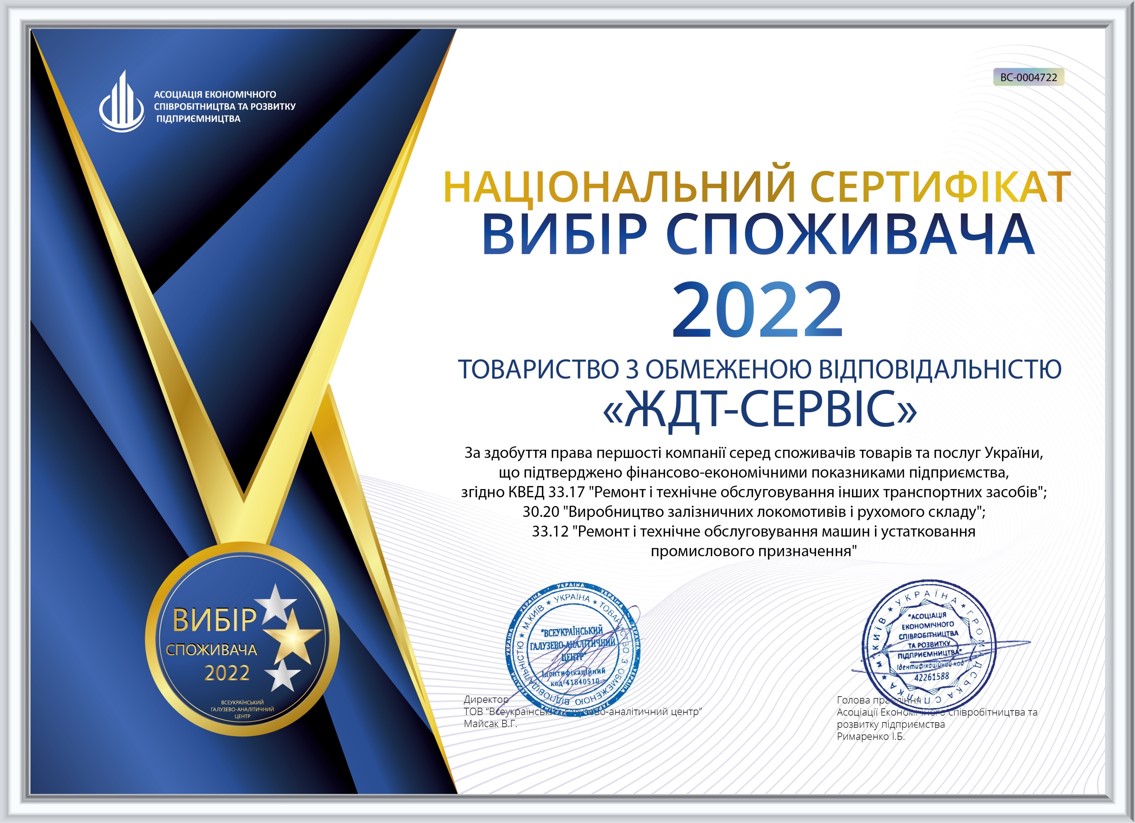 АСОЦІАЦІЯ ЕКОНОМІЧНОГО
СПІВРОБІТНИЦТВА ТА РОЗВИТКУ
ПІДПРИЄМНИЦТВА
ВС-0004722
НАЦІОНАЛЬНИЙ СЕРТИФІКАТ
ВИБІР СПОЖИВАЧА
2022
ТОВАРИСТВО З ОБМЕЖЕНОЮ ВІДПОВІДАЛЬНІСТЮ
«ЖДТ-СЕРВІС»
За здобуття права першості компанії серед споживачів товарів та послуг України,
що підтверджено фінансово-економічними показниками підприємства,
згідно КВЕД 33.17 "Ремонт і технічне обслуговування інших транспортних засобів";
30.20 "Виробництво залізничних локомотивів і рухомого складу";
33.12 "Ремонт і технічне обслуговування машин і устатковання
промислового призначення"
ВИБІР
СПОЖИВАЧА
2022
ВСЕУКРАЇНСЬКИЙ
ГАЛУЗЕВО-АНАЛІТИЧНИЙ
ЦЕНТР
УКРАЇНА
М.КИЇВ * УКРАЇНА * ТОВАРИСТВО З ОБМЕЖЕНОЮ ВІДПОВІДАЛЬНІСТЮ
"ВСЕУКРАЇНСЬКИЙ
ГАЛУЗЕВО-АНАЛІТИЧНИЙ
ЦЕНТР"
Ідентифікаційний
код 41840510
Директор
ТОВ "Всеукраїнський галузево-аналітичний центр"
Майсак В.Г.
М.КИЇВ * УКРАЇНА * ГРОМАДСЬКА СПІЛКА
"АСОЦІАЦІЯ
ЕКОНОМІЧНОГО
СПІВРОБІТНИЦТВА
ТА РОЗВИТКУ
ПІДПРИЄМНИЦТВА"
Ідентифікаційний код
42261588
Голова правління
Асоціації Економічного співробітництва та
розвитку підприємства
Римаренко І.Б.